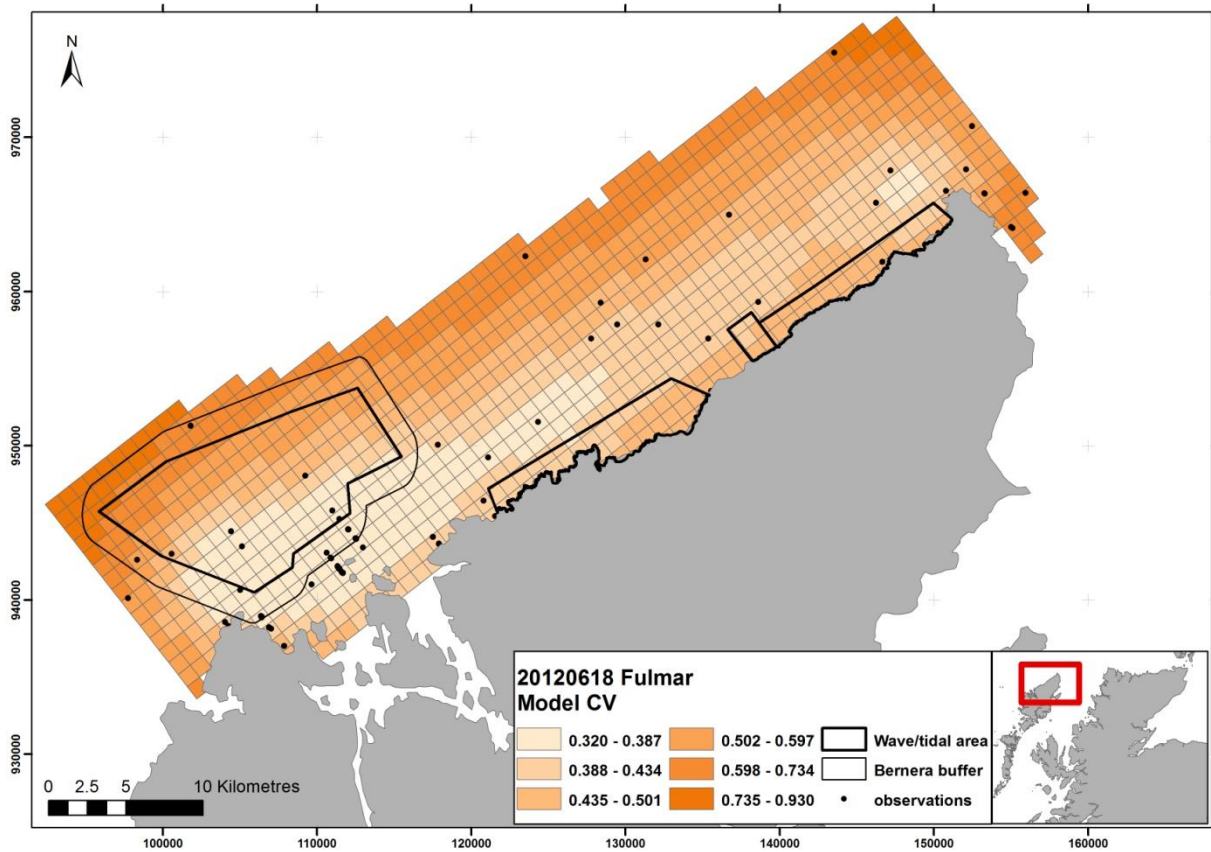 N
970000
960000
950000
940000
930000
20120618 Fulmar
Model CV
0.320 - 0.387
0.388 - 0.434
0.435 - 0.501
0.502 - 0.597
0.598 - 0.734
0.735 - 0.930
Wave/tidal area
Bernera buffer
observations
0 2.5 5 10 Kilometres
100000 110000 120000 130000 140000 150000 160000